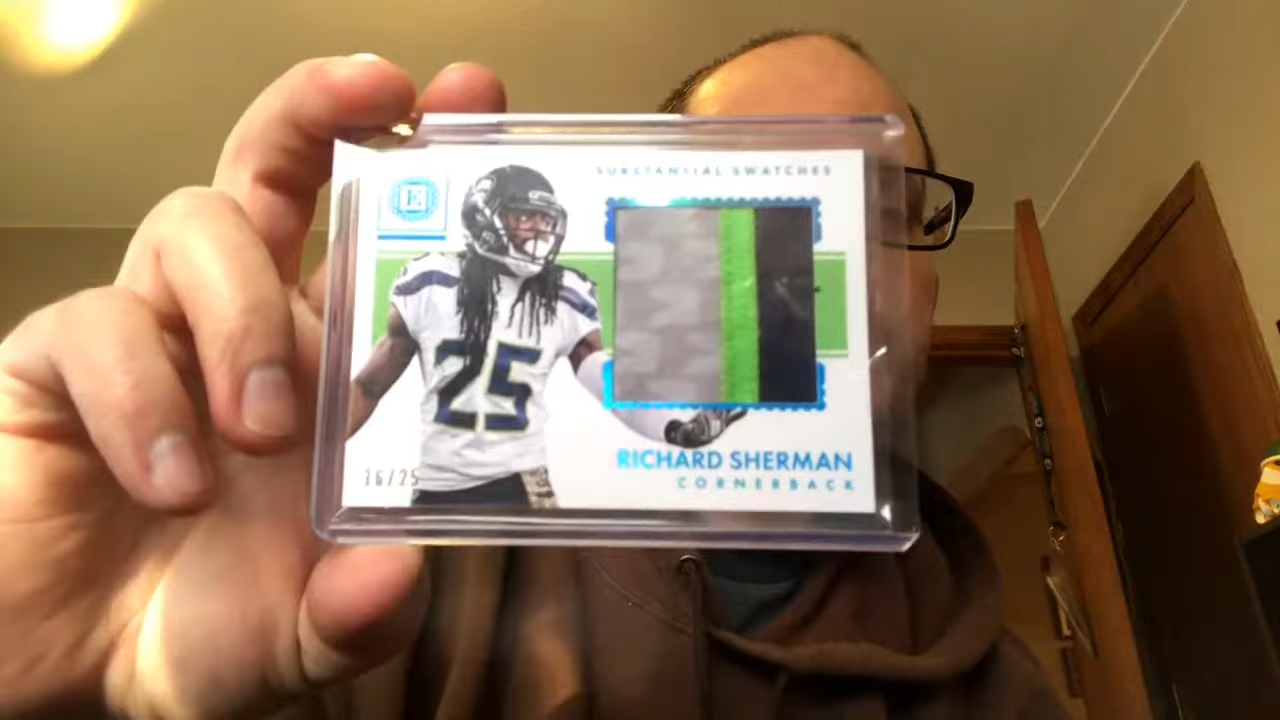 SUBSTANTIAL SWATCHES
25
RICHARD SHERMAN
CORNERBACK
16/25